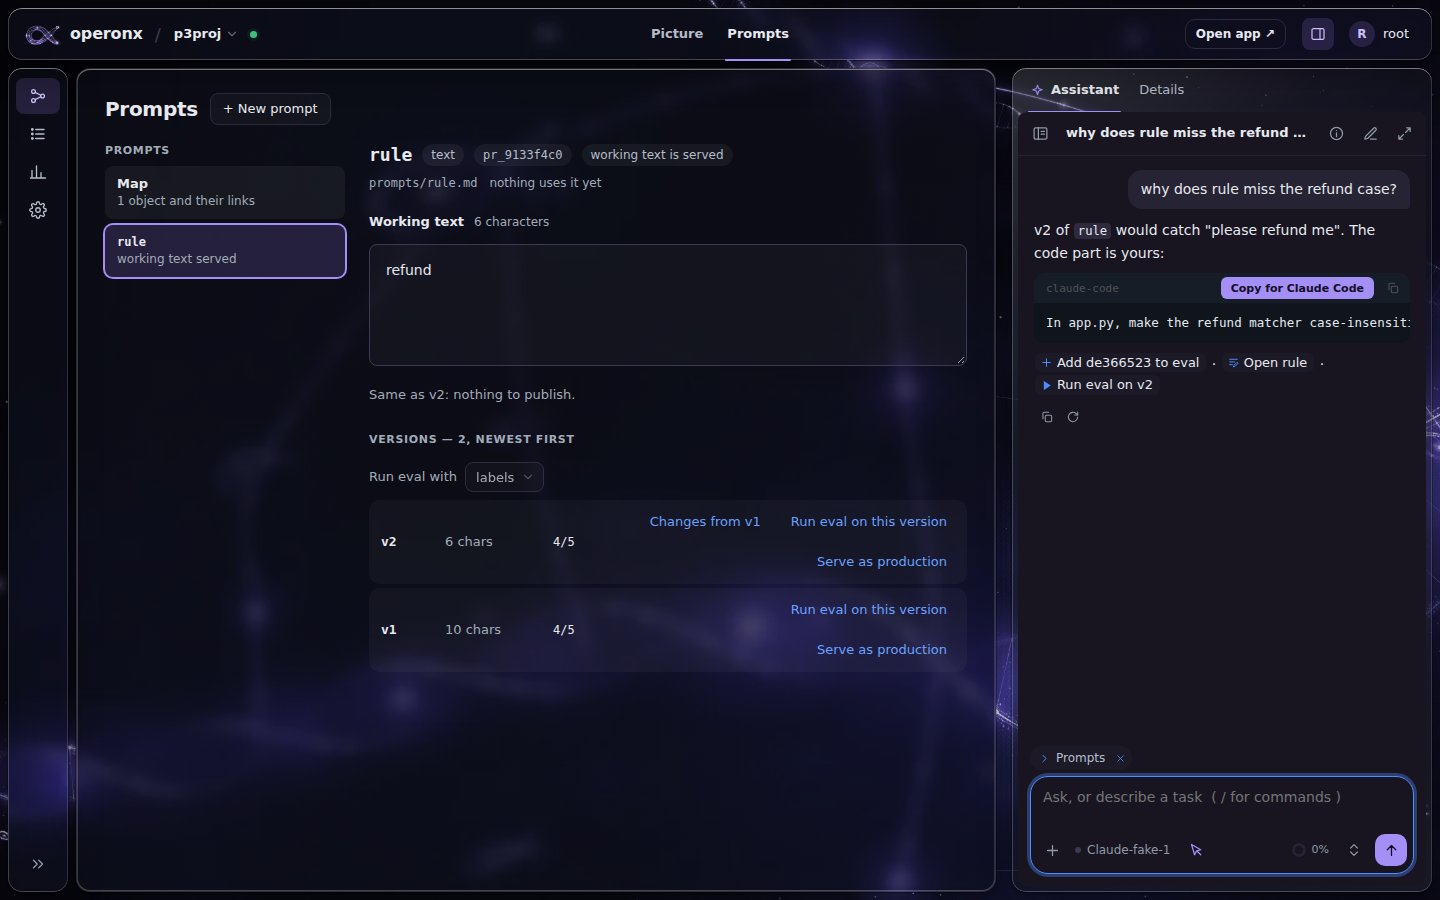 operonx / p3proj
Picture
Prompts
Open app ↗
R root
Prompts
+ New prompt
PROMPTS
Map
1 object and their links
rule
working text served
rule text pr_9133f4c0 working text is served
prompts/rule.md nothing uses it yet
Working text 6 characters
refund
Same as v2: nothing to publish.
VERSIONS — 2, NEWEST FIRST
Run eval with labels
v2 6 chars 4/5 Changes from v1 Run eval on this version
Serve as production
v1 10 chars 4/5 Run eval on this version
Serve as production
Assistant Details
why does rule miss the refund ...
why does rule miss the refund case?
v2 of rule would catch "please refund me". The
code part is yours:
claude-code Copy for Claude Code
In app.py, make the refund matcher case-insensiti
+ Add de366523 to eval · Open rule ·
Run eval on v2
Prompts ×
Ask, or describe a task ( / for commands )
Claude-fake-1 0%